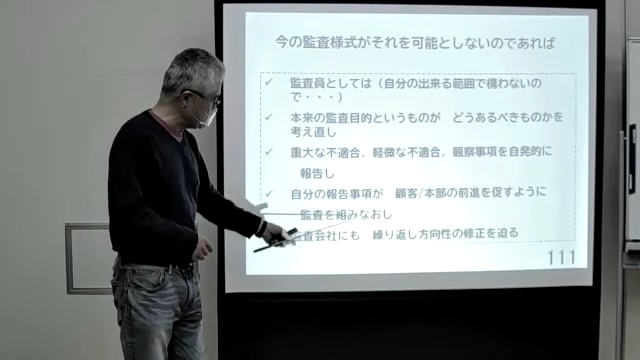 今の監査様式がそれを可能としないのであれば
✓ 監査員としては（自分の出来る範囲で構わないの
で・・・）
✓ 本来の監査目的というものが どうあるべきものかを
考え直し
✓ 重大な不適合、軽微な不適合、観察事項を自発的に
報告し
✓ 自分の報告事項が 顧客/本部の前進を促すように
監査を組みなおし
査会社にも 繰り返し方向性の修正を迫る
111